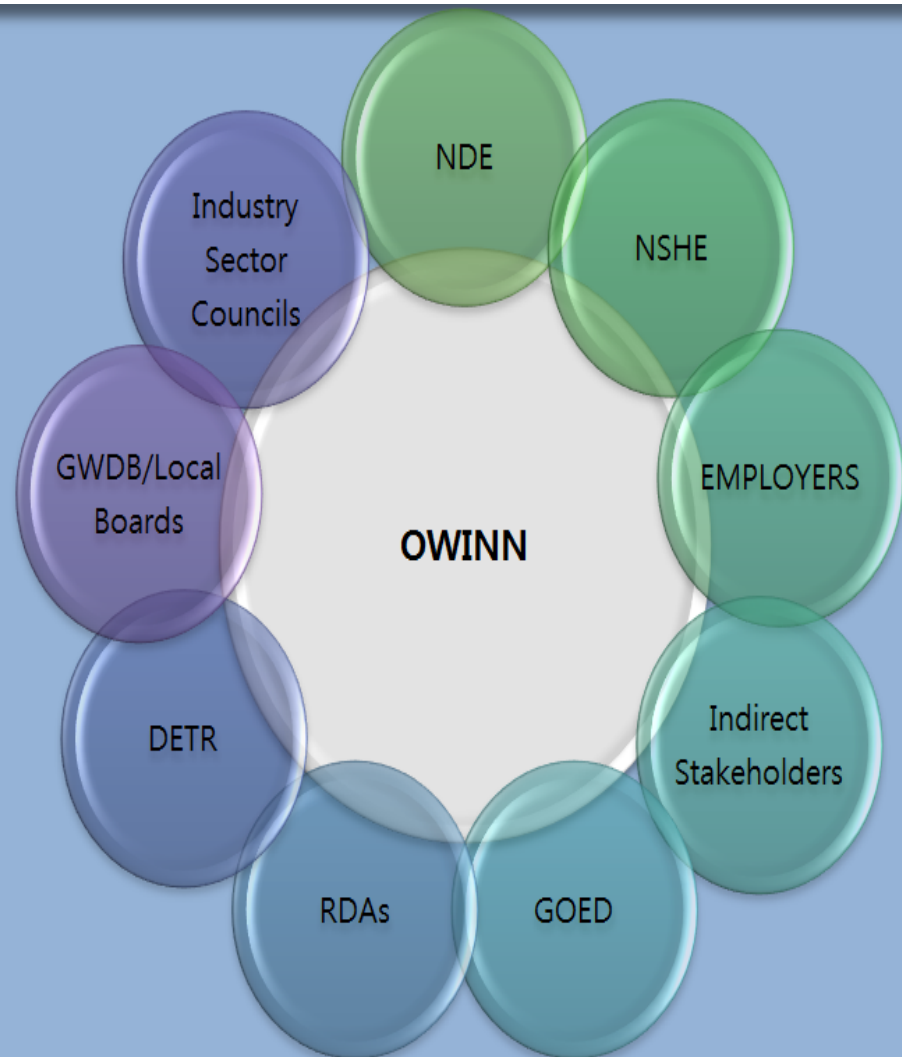 NDE
NSHE
EMPLOYERS
Indirect
Stakeholders
GOED
RDAs
DETR
GWDB/Local
Boards
Industry
Sector
Councils
OWINN